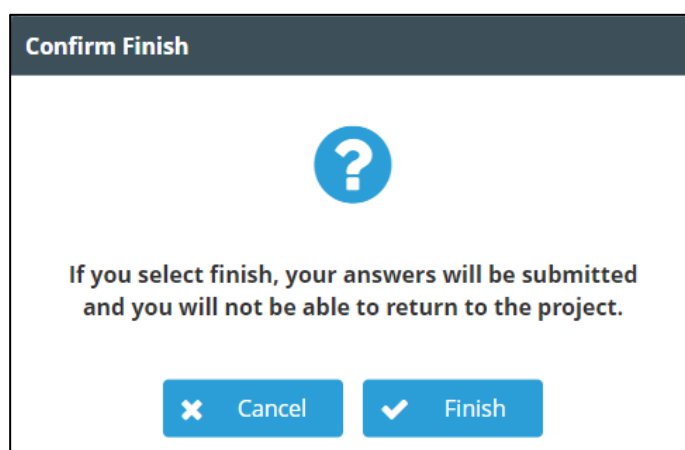 Confirm Finish
If you select finish, your answers will be submitted
and you will not be able to return to the project.
Cancel
Finish